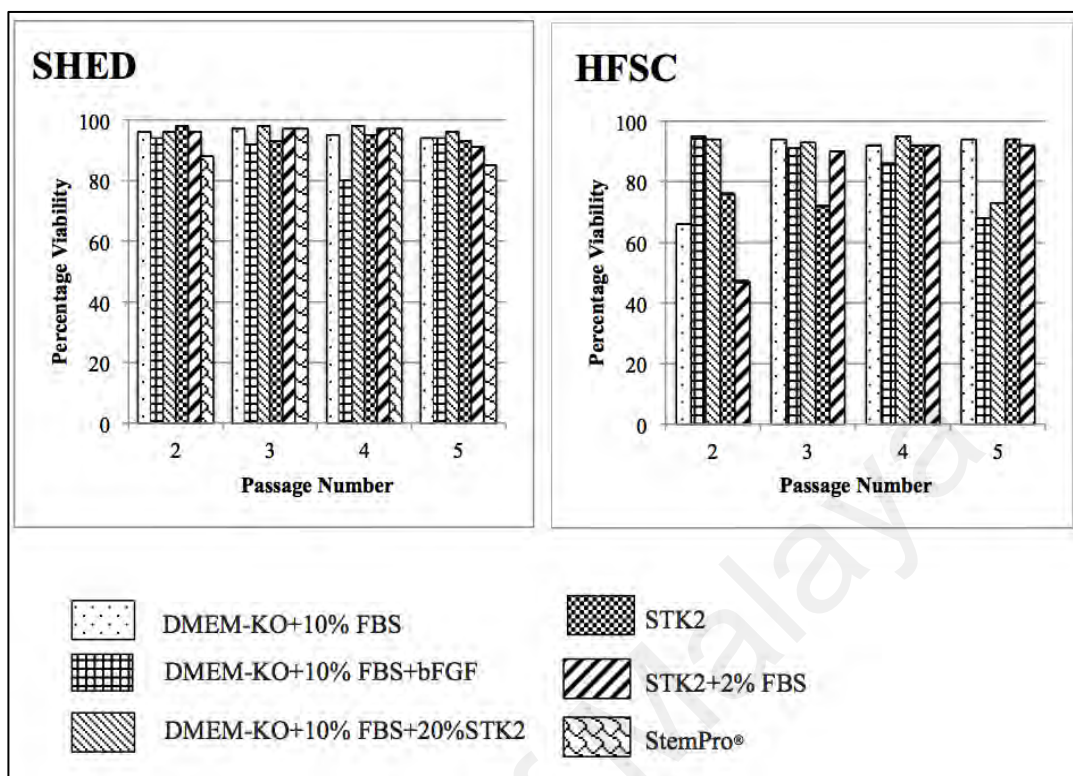 SHED
100
80
60
40
20
0
Percentage Viability
2 3 4 5
Passage Number
HFSC
100
80
60
40
20
0
Percentage Viability
2 3 4 5
Passage Number
DMEM-KO+10% FBS
DMEM-KO+10% FBS+bFGF
DMEM-KO+10% FBS+20%STK2
STK2
STK2+2% FBS
StemPro®
Malaya